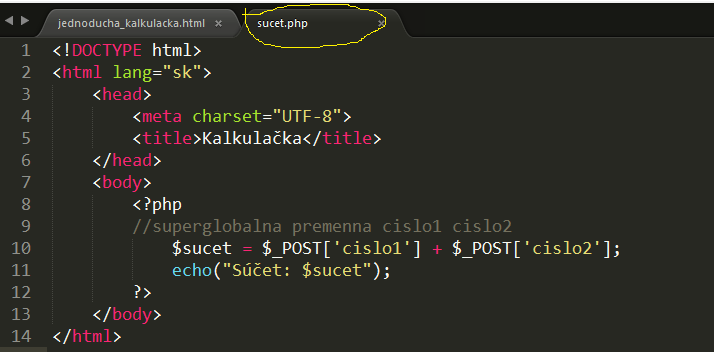 jednoducha_kalkulacka.html × sucet.php ×
1 <!DOCTYPE html>
2 <html lang="sk">
3 <head>
4 <meta charset="UTF-8">
5 <title>Kalkulačka</title>
6 </head>
7 <body>
8 <?php
9 //superglobalna premenna cislo1 cislo2
10 $sucet = $_POST['cislo1'] + $_POST['cislo2'];
11 echo("Súčet: $sucet");
12 ?>
13 </body>
14 </html>